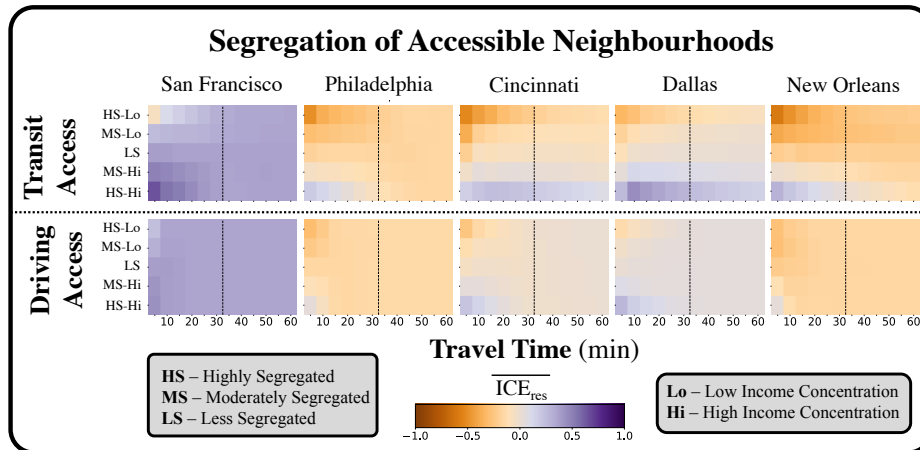 Segregation of Accessible Neighbourhoods
San Francisco Philadelphia Cincinnati Dallas New Orleans
Transit Access
HS-Lo
MS-Lo
LS
MS-Hi
HS-Hi
Driving Access
HS-Lo
MS-Lo
LS
MS-Hi
HS-Hi
10 20 30 40 50 60 10 20 30 40 50 60 10 20 30 40 50 60 10 20 30 40 50 60 10 20 30 40 50 60
Travel Time (min)
HS – Highly Segregated
MS – Moderately Segregated
LS – Less Segregated
ICE_res
−1.0 −0.5 0.0 0.5 1.0
Lo – Low Income Concentration
Hi – High Income Concentration